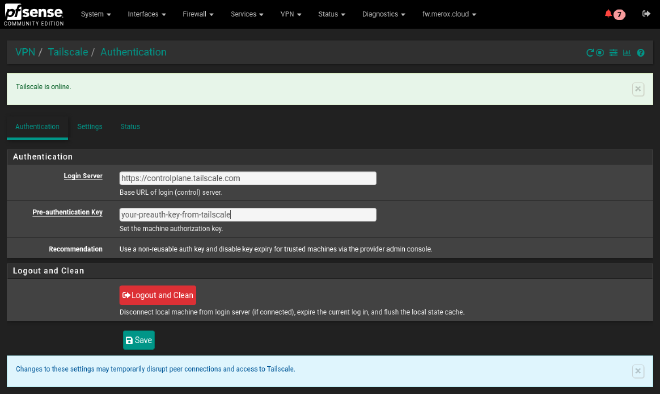 pfsense
COMMUNITY EDITION
System
Interfaces
Firewall
Services
VPN
Status
Diagnostics
fw.merox.cloud
7
VPN / Tailscale / Authentication
Tailscale is online.
×
Authentication
Settings
Status
Authentication
Login Server
https://controlplane.tailscale.com
Base URL of login (control) server.
Pre-authentication Key
your-preauth-key-from-tailscale
Set the machine authorization key.
Recommendation
Use a non-reusable auth key and disable key expiry for trusted machines via the provider admin console.
Logout and Clean
Logout and Clean
Disconnect local machine from login server (if connected), expire the current log in, and flush the local state cache.
Save
Changes to these settings may temporarily disrupt peer connections and access to Tailscale.
×